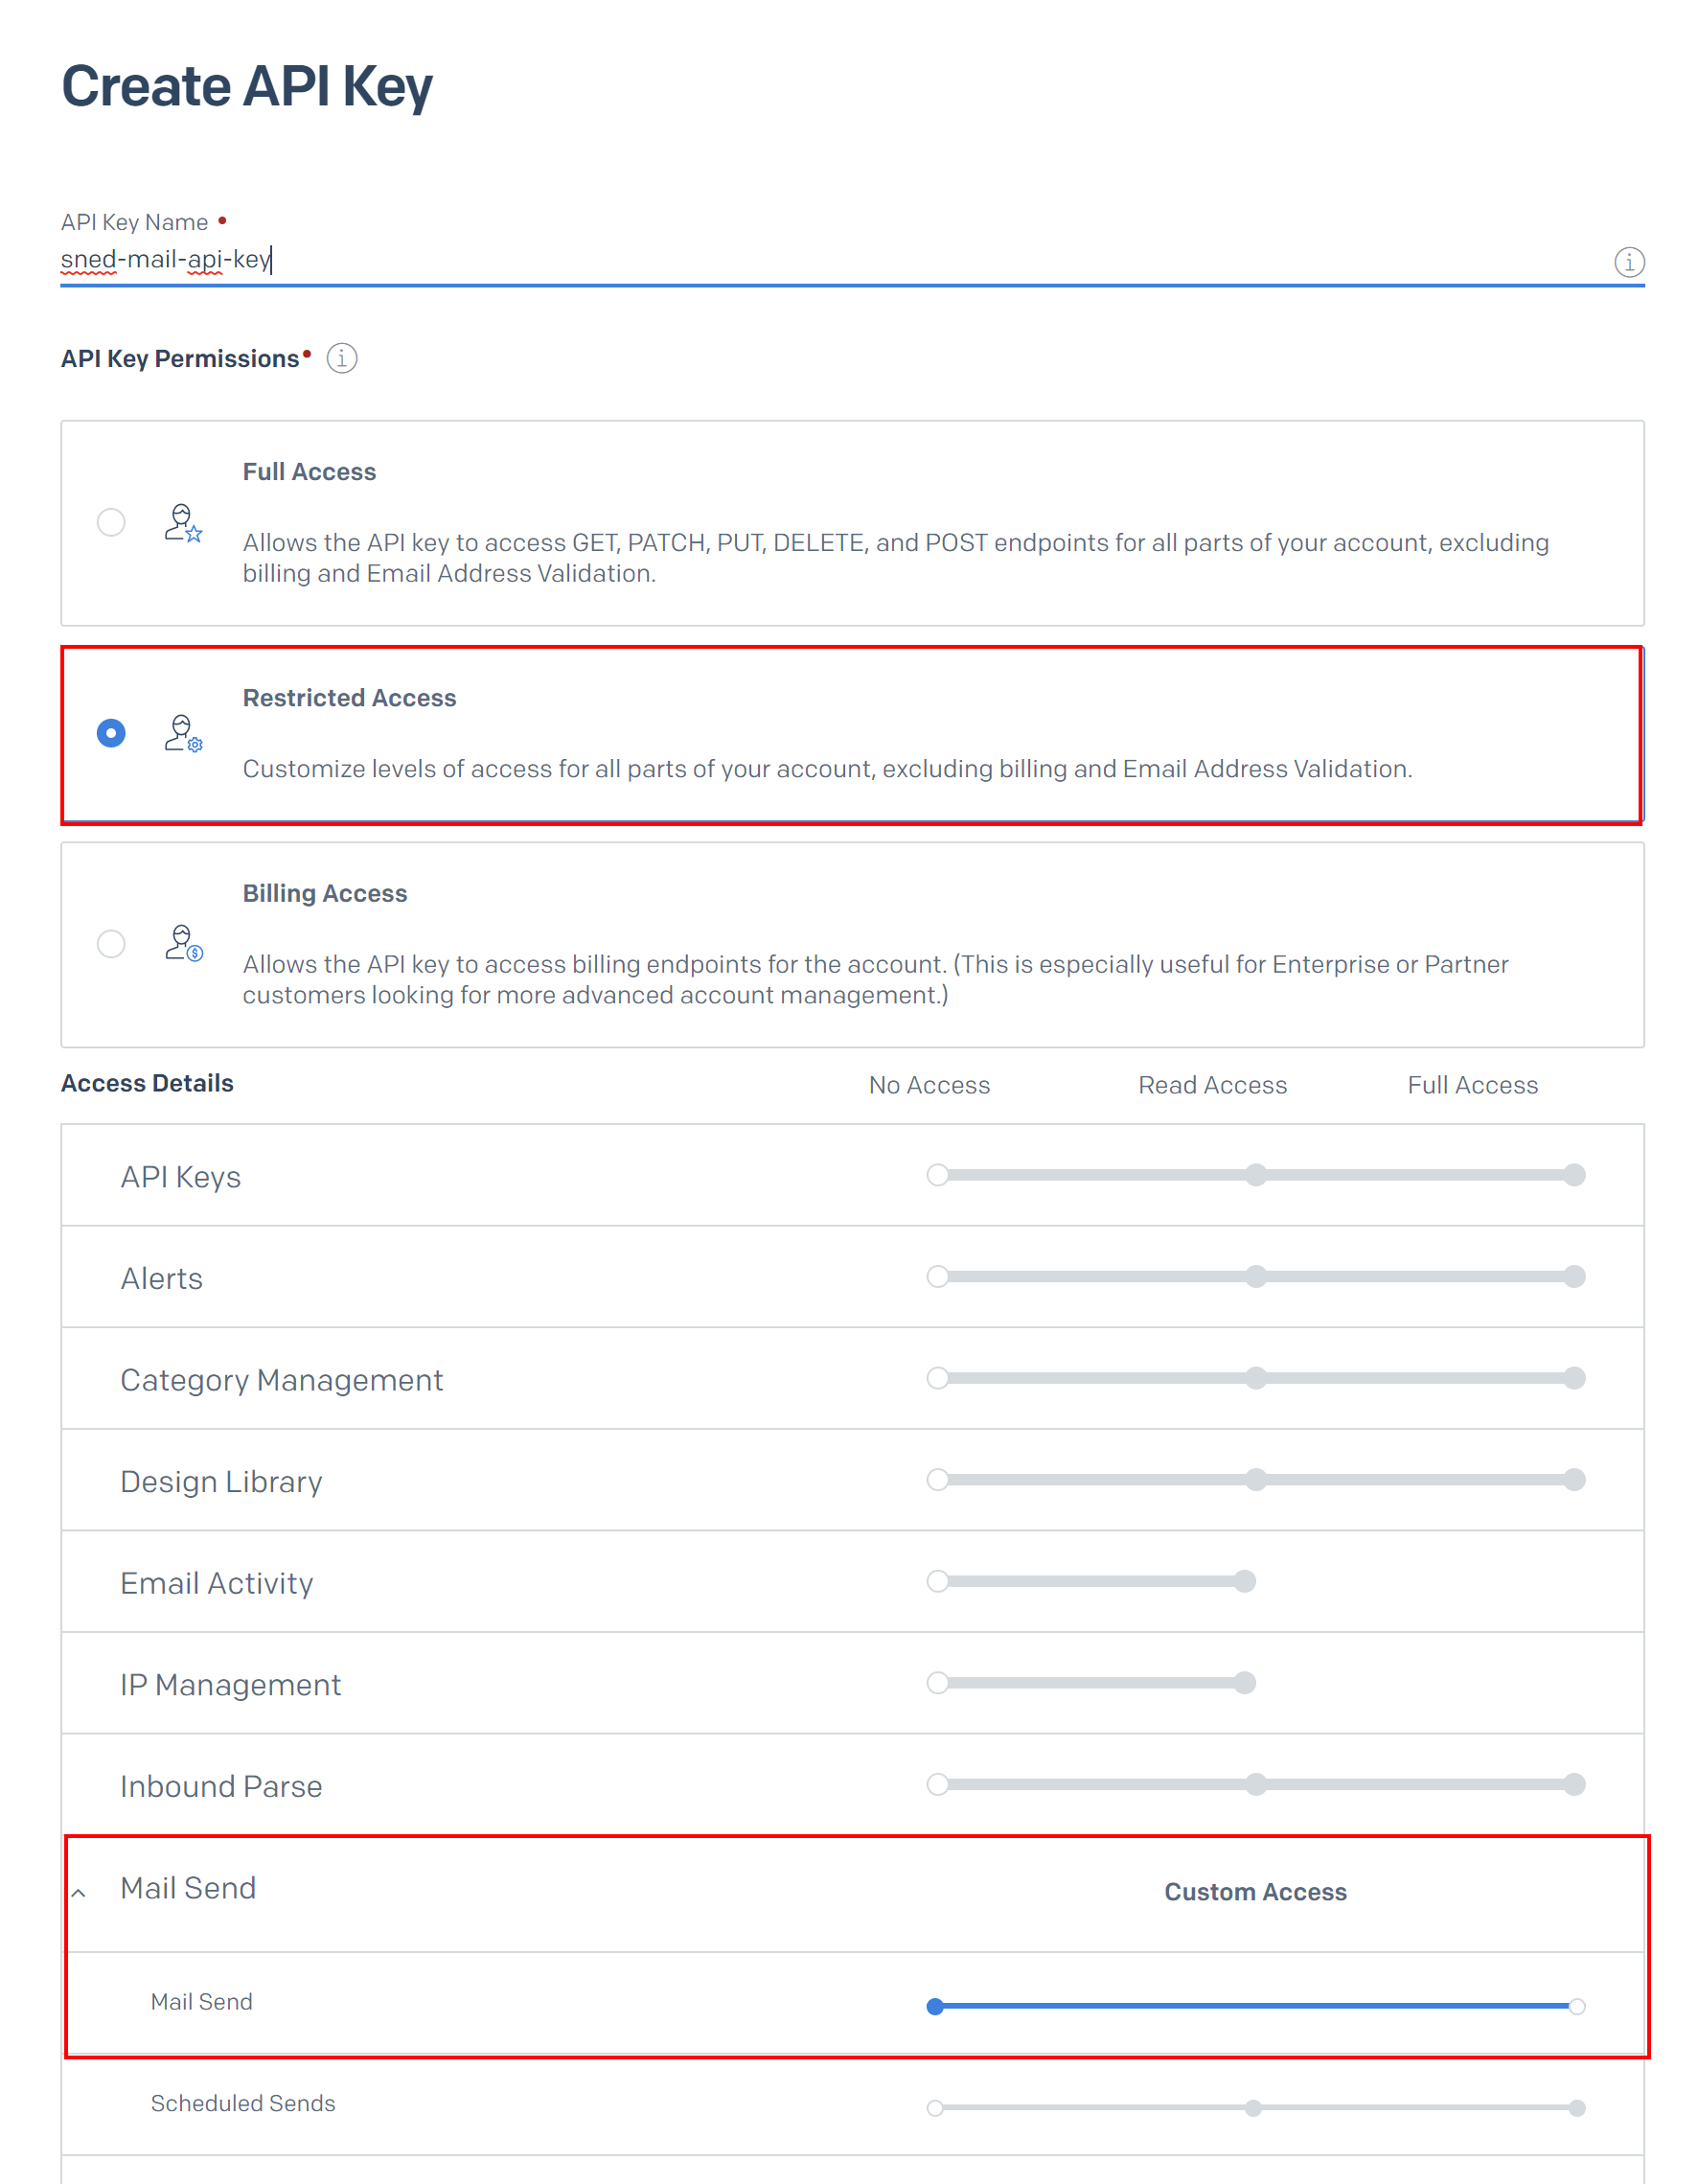 Create API Key
API Key Name
sned-mail-api-key
API Key Permissions
Full Access
Allows the API key to access GET, PATCH, PUT, DELETE, and POST endpoints for all parts of your account, excluding
billing and Email Address Validation.
Restricted Access
Customize levels of access for all parts of your account, excluding billing and Email Address Validation.
Billing Access
Allows the API key to access billing endpoints for the account. (This is especially useful for Enterprise or Partner
customers looking for more advanced account management.)
Access Details No Access Read Access Full Access
API Keys
Alerts
Category Management
Design Library
Email Activity
IP Management
Inbound Parse
Mail Send Custom Access
Mail Send
Scheduled Sends